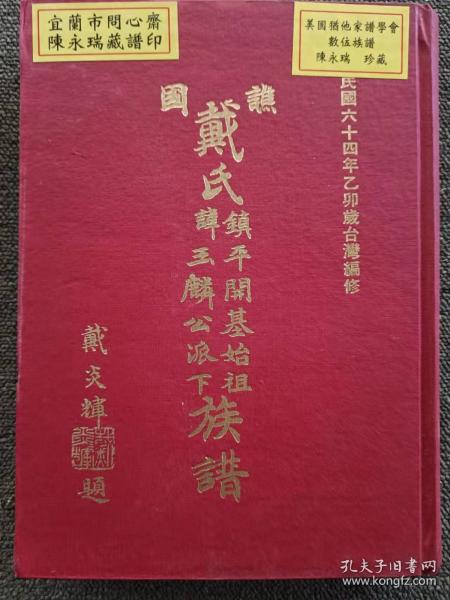 宜蘭市問心齋
陳永瑞藏譜印
美國猶他家譜學會
數位族譜
陳永瑞 珍藏
民國六十四年乙卯歲台灣編修
譙國
戴氏
鎮平開基始祖
諱玉麟公派下
族譜
戴炎輝
題
孔夫子旧书网
www.kongfz.com